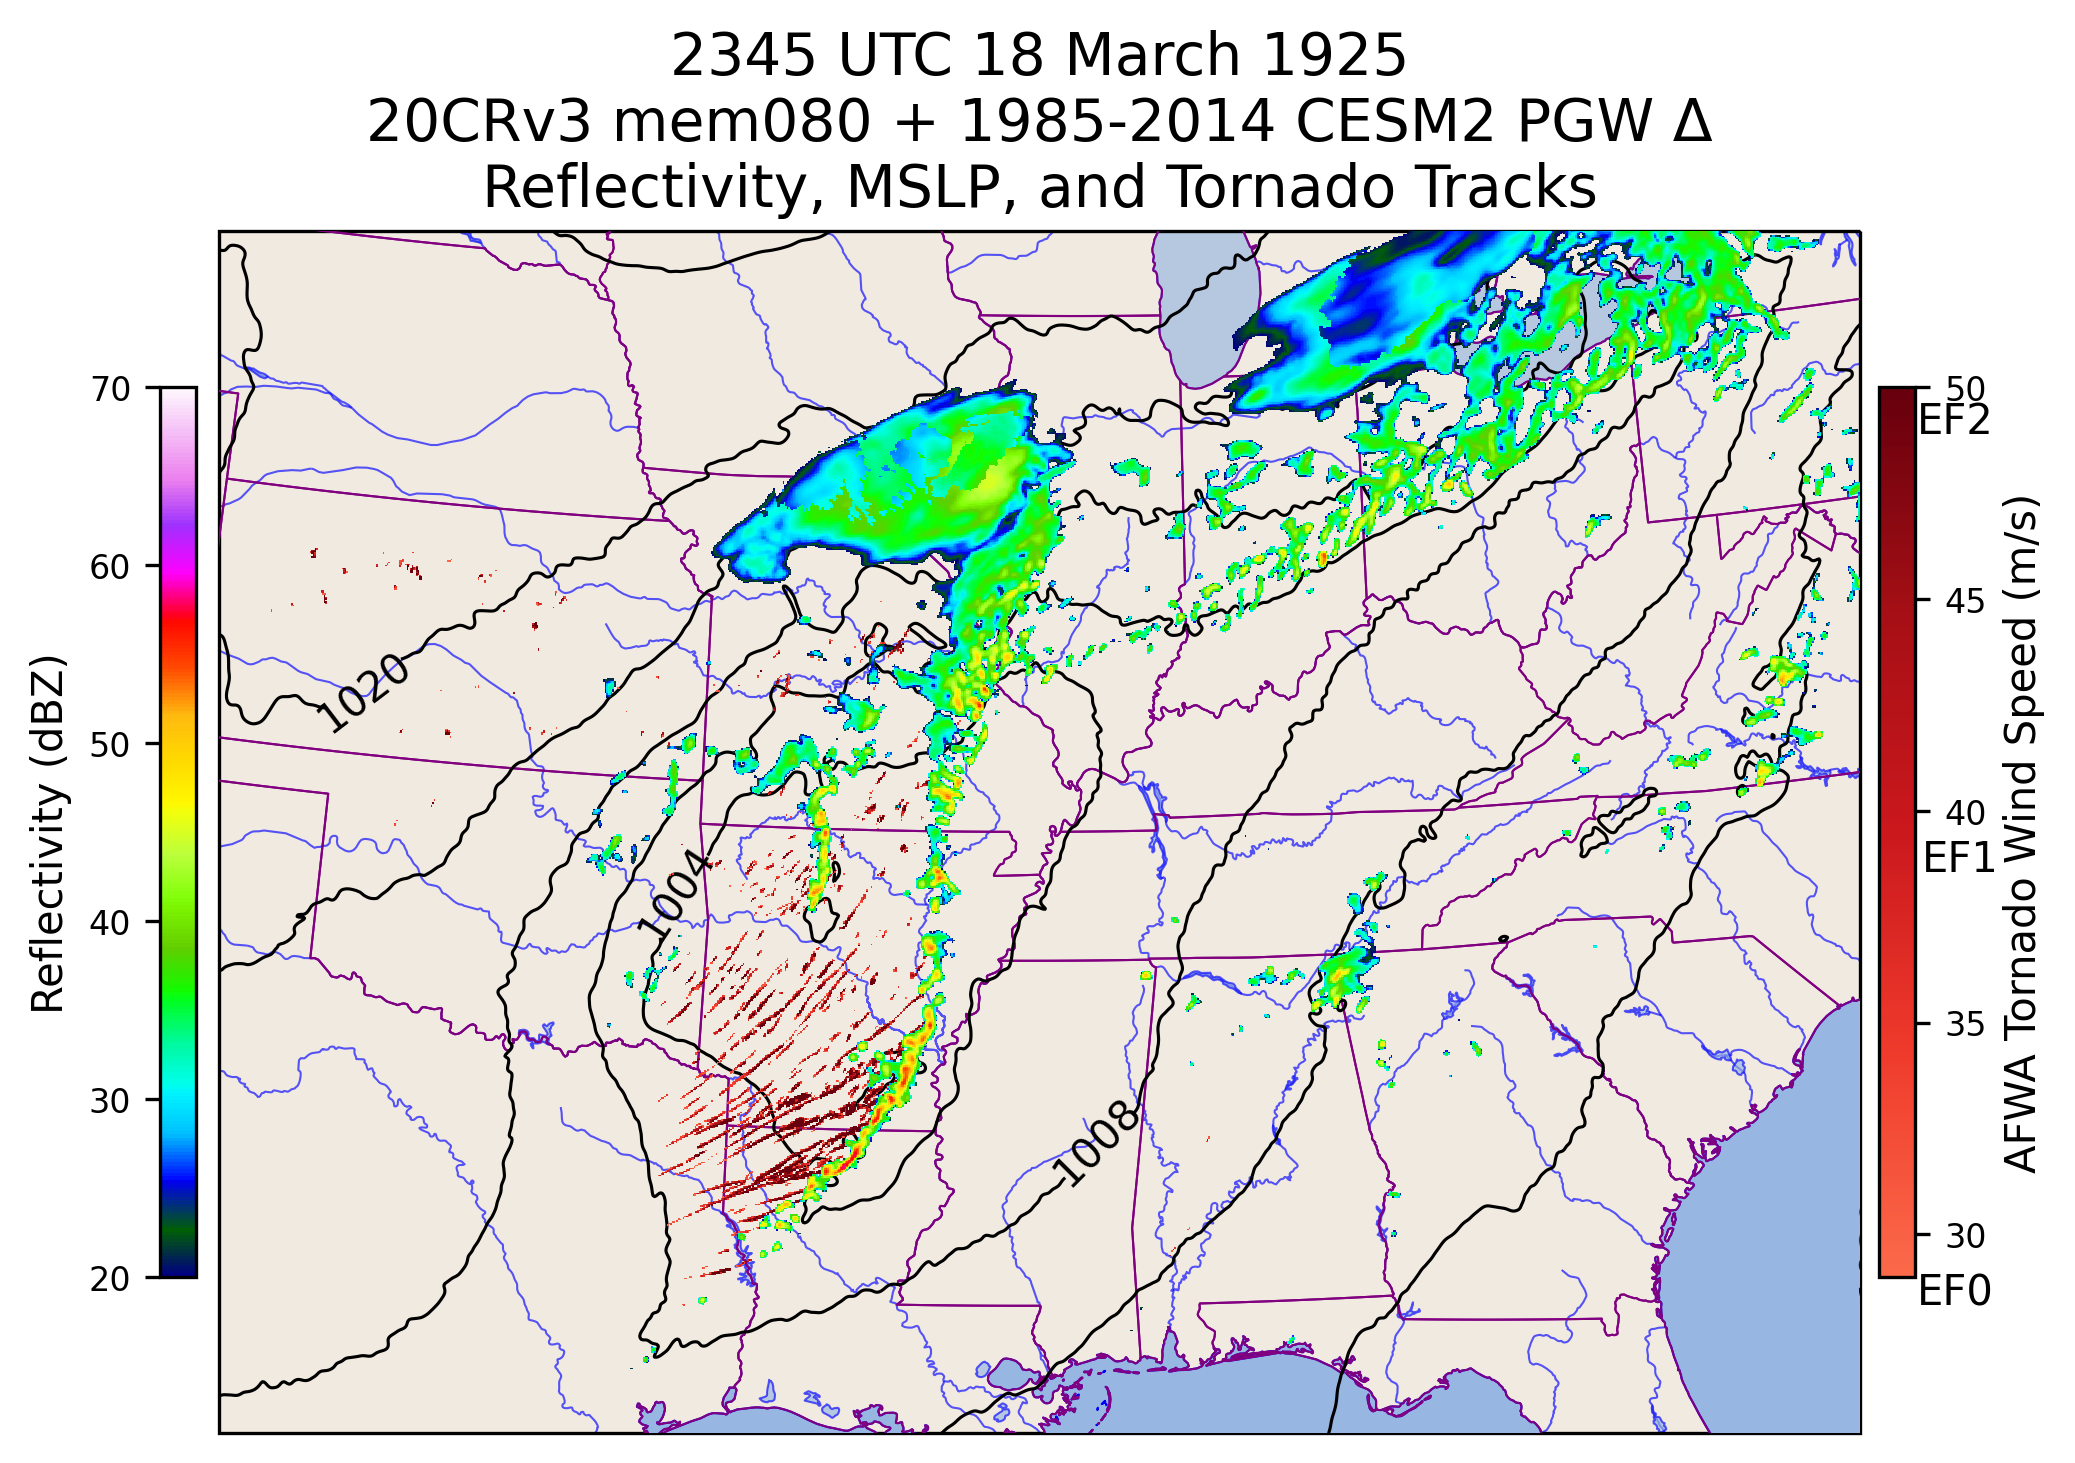 2345 UTC 18 March 1925
20CRv3 mem080 + 1985-2014 CESM2 PGW Δ
Reflectivity, MSLP, and Tornado Tracks
70
60
50
40
30
20
Reflectivity (dBZ)
1020
1004
1008
50
EF2
45
40
EF1
35
30
EF0
AFWA Tornado Wind Speed (m/s)